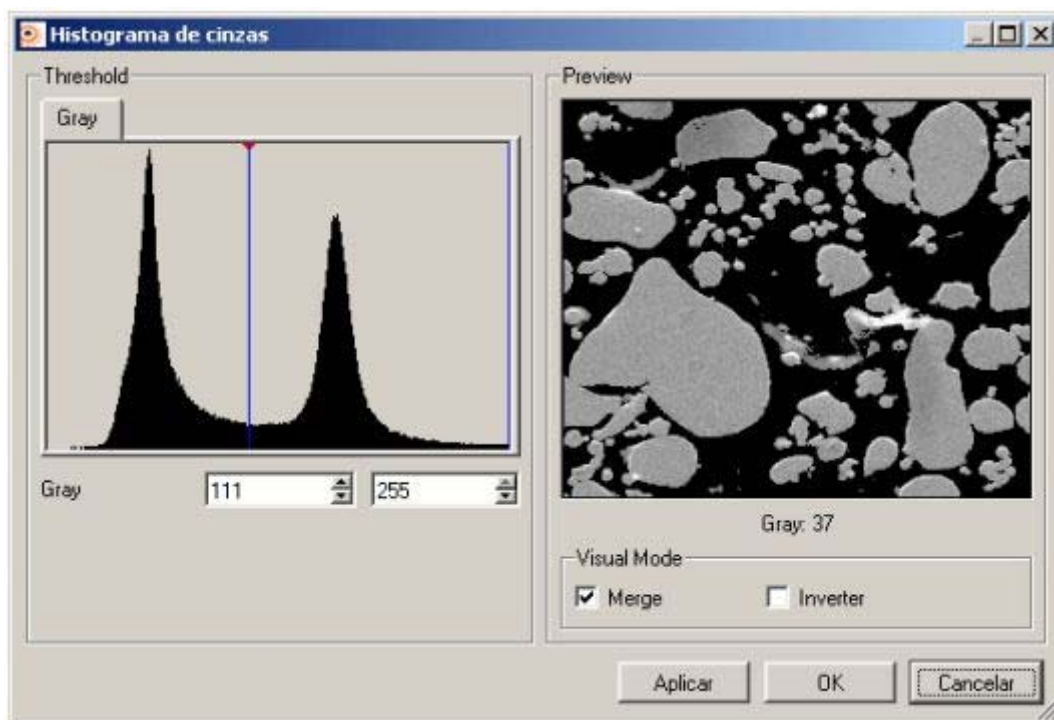 Histograma de cinzas
Threshold
Gray
Gray 111 255
Preview
Gray: 37
Visual Mode
Merge Inverter
Aplicar OK Cancelar